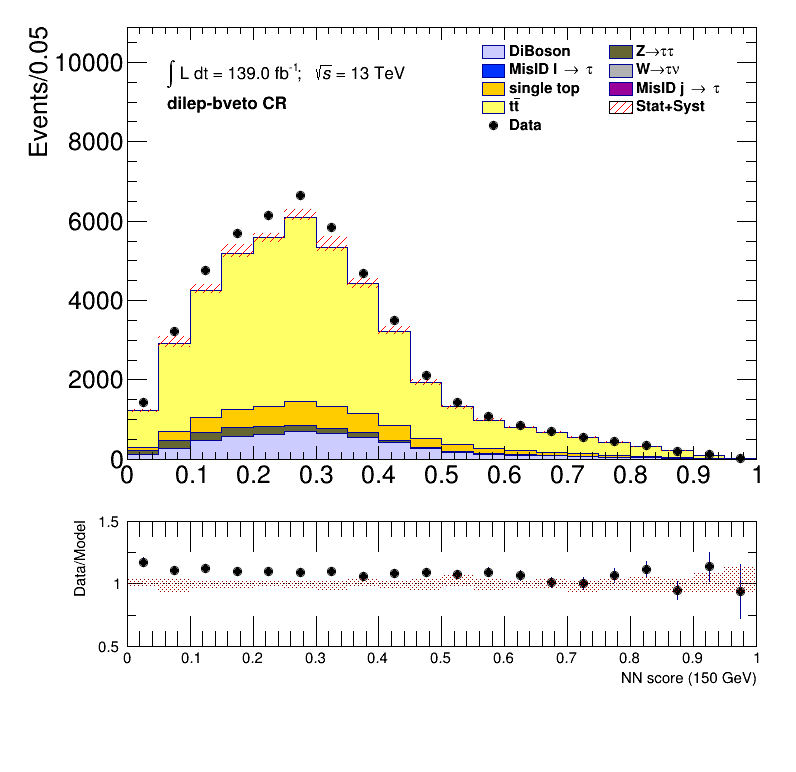 Events/0.05
10000
8000
6000
4000
2000
0
∫ L dt = 139.0 fb⁻¹; √s = 13 TeV
dilep-bveto CR
DiBoson
MisID l → τ
single top
tt̄
Data
Z→ττ
W→τν
MisID j → τ
Stat+Syst
0 0.1 0.2 0.3 0.4 0.5 0.6 0.7 0.8 0.9 1
Data/Model
1.5
1
0.5
0 0.1 0.2 0.3 0.4 0.5 0.6 0.7 0.8 0.9 1
NN score (150 GeV)